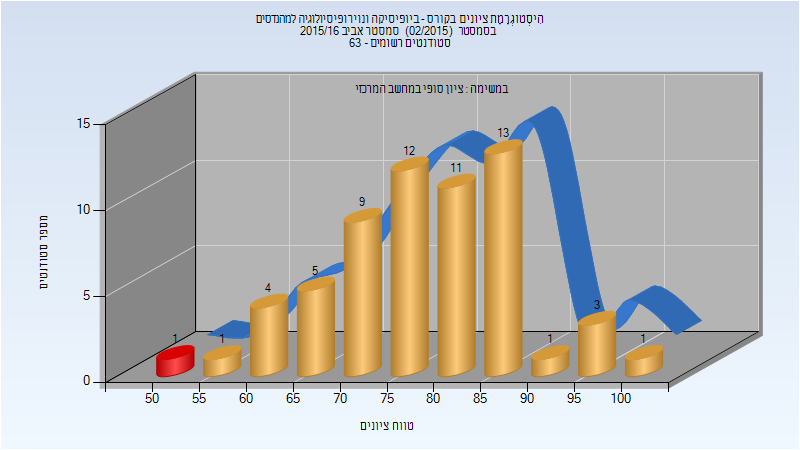 היסטוגרמת ציונים בקורס - ביופיסיקה ונוירופיסיולוגיה למהנדסים
בסמסטר (02/2015) סמסטר אביב 2015/16
סטודנטים רשומים - 63
במשימה : ציון סופי במחשב המרכזי
מספר סטודנטים
15
10
5
0
1
1
4
5
9
12
11
13
1
3
1
50 55 60 65 70 75 80 85 90 95 100
טווח ציונים